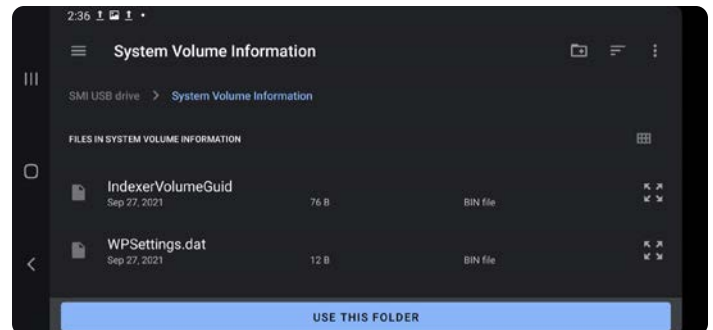 2:36
System Volume Information
SMI USB drive > System Volume Information
FILES IN SYSTEM VOLUME INFORMATION
IndexerVolumeGuid
Sep 27, 2021 76 B BIN file
WPSettings.dat
Sep 27, 2021 12 B BIN file
USE THIS FOLDER